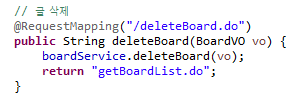 // 글 삭제
@RequestMapping("/deleteBoard.do")
public String deleteBoard(BoardVO vo) {
boardService.deleteBoard(vo);
return "getBoardList.do";
}